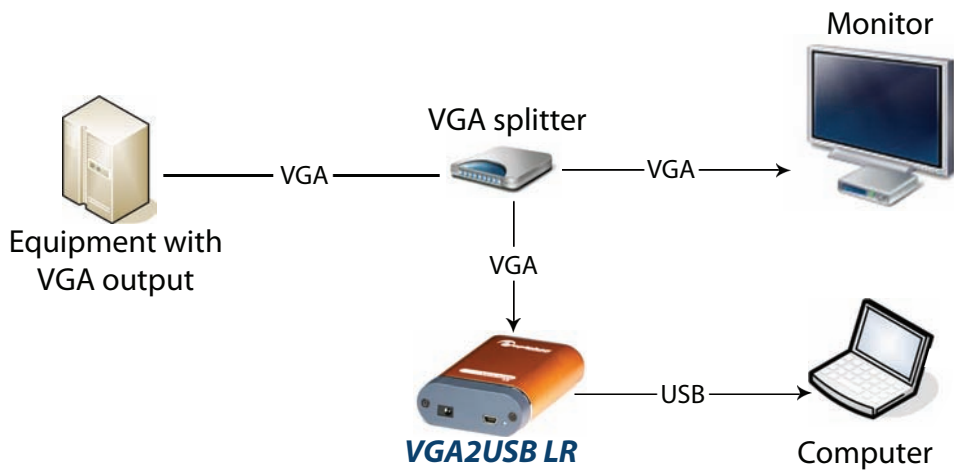 Monitor
VGA splitter
VGA
VGA
Equipment with
VGA output
VGA
USB
VGA2USB LR
Computer